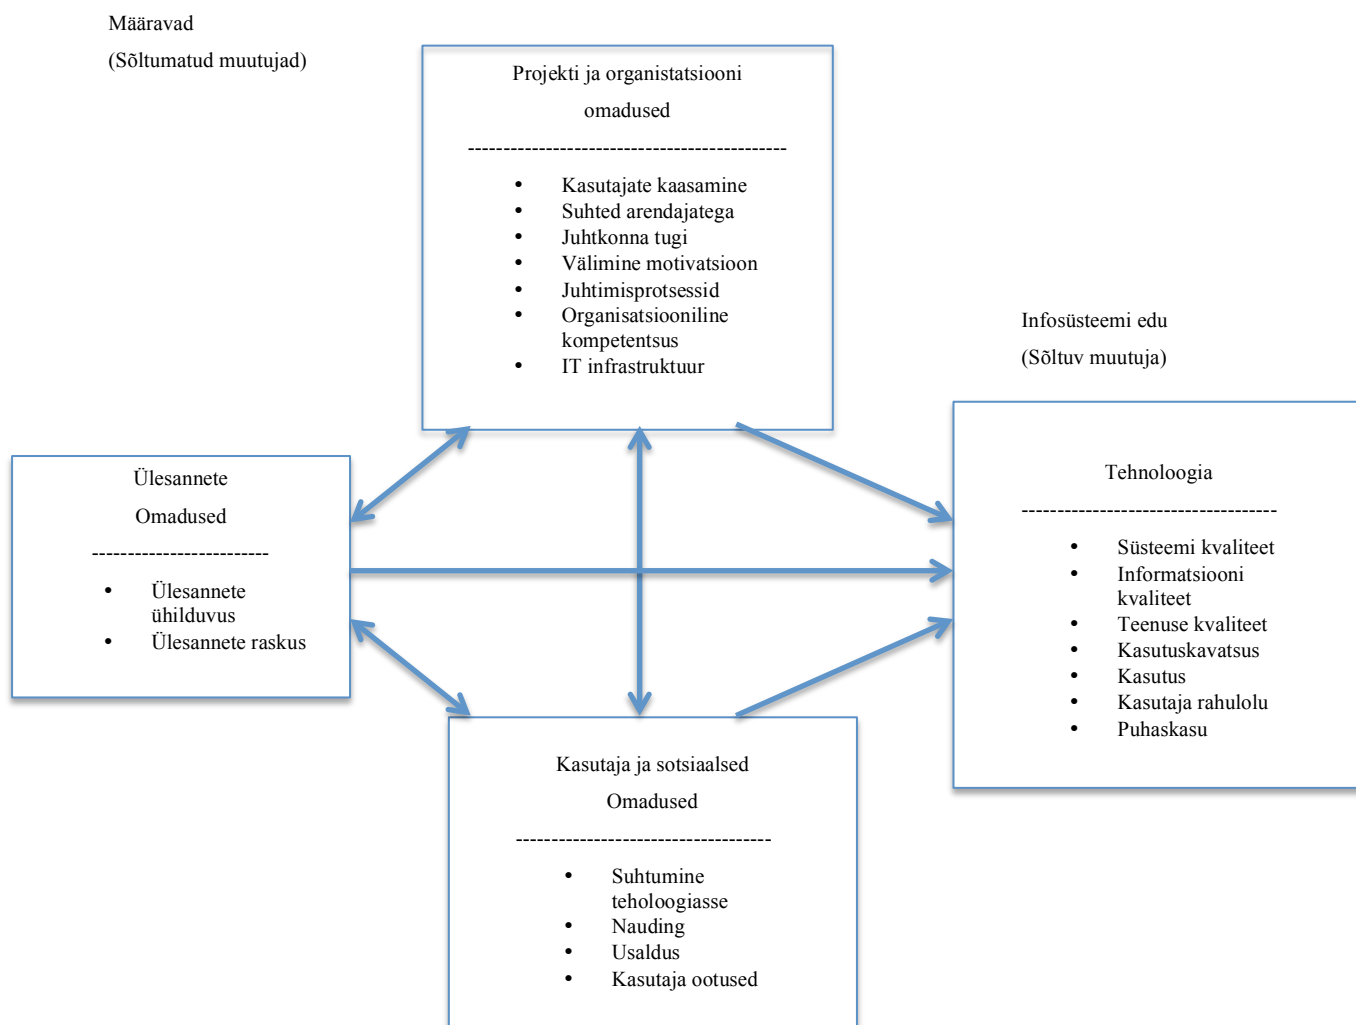 Määravad
(Sõltumatud muutujad)
Projekti ja organistatsiooni
omadused
---------------------------------------------
• Kasutajate kaasamine
• Suhted arendajatega
• Juhtkonna tugi
• Välimine motivatsioon
• Juhtimisprotsessid
• Organisatsiooniline
kompetentsus
• IT infrastruktuur
Infosüsteemi edu
(Sõltuv muutuja)
Ülesannete
Omadused
-------------------------
• Ülesannete
ühilduvus
• Ülesannete raskus
Tehnoloogia
------------------------------------
• Süsteemi kvaliteet
• Informatsiooni
kvaliteet
• Teenuse kvaliteet
• Kasutuskavatsus
• Kasutus
• Kasutaja rahulolu
• Puhaskasu
Kasutaja ja sotsiaalsed
Omadused
------------------------------------
• Suhtumine
teholoogiasse
• Nauding
• Usaldus
• Kasutaja ootused